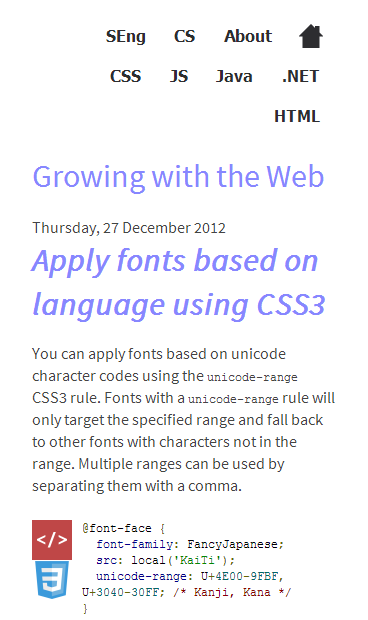 SEng CS About
CSS JS Java .NET
HTML
Growing with the Web
Thursday, 27 December 2012
Apply fonts based on
language using CSS3
You can apply fonts based on unicode
character codes using the unicode-range
CSS3 rule. Fonts with a unicode-range rule will
only target the specified range and fall back
to other fonts with characters not in the
range. Multiple ranges can be used by
separating them with a comma.
</>
3
@font-face {
  font-family: FancyJapanese;
  src: local('KaiTi');
  unicode-range: U+4E00-9FBF,
U+3040-30FF; /* Kanji, Kana */
}